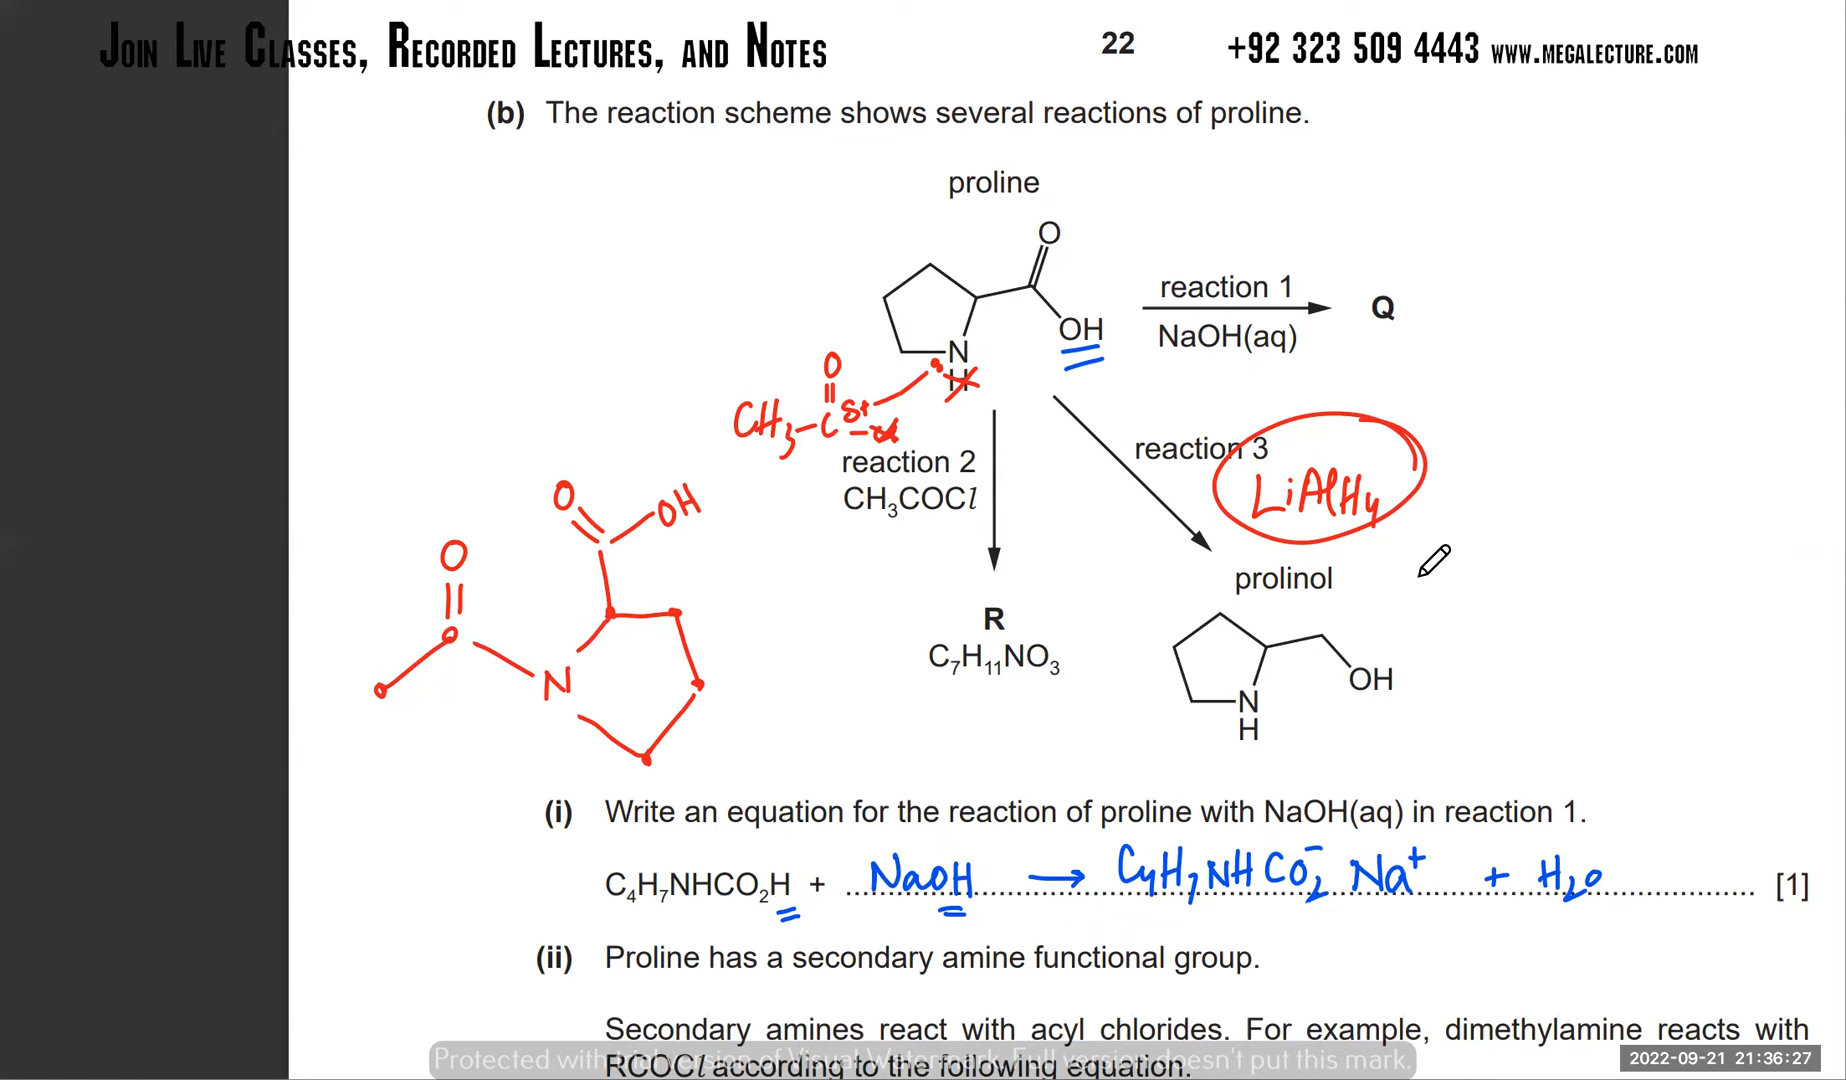 JOIN LIVE CLASSES, RECORDED LECTURES, AND NOTES 22 +92 323 509 4443 WWW.MEGALECTURE.COM
(b) The reaction scheme shows several reactions of proline.
proline
O
OH
N
H
reaction 1
NaOH(aq)
Q
O
CH₃–C δ+
reaction 2
CH₃COCl
reaction 3
LiAlH₄
O
OH
O
N
R
C₇H₁₁NO₃
prolinol
OH
N
H
(i) Write an equation for the reaction of proline with NaOH(aq) in reaction 1.
C₄H₇NHCO₂H + NaOH → C₄H₇NHCO₂⁻ Na⁺ + H₂O [1]
(ii) Proline has a secondary amine functional group.
Secondary amines react with acyl chlorides. For example, dimethylamine reacts with
RCOCl according to the following equation.
Protected with trial version of Visual Watermark. Full version doesn't put this mark.
2022-09-21 21:36:27